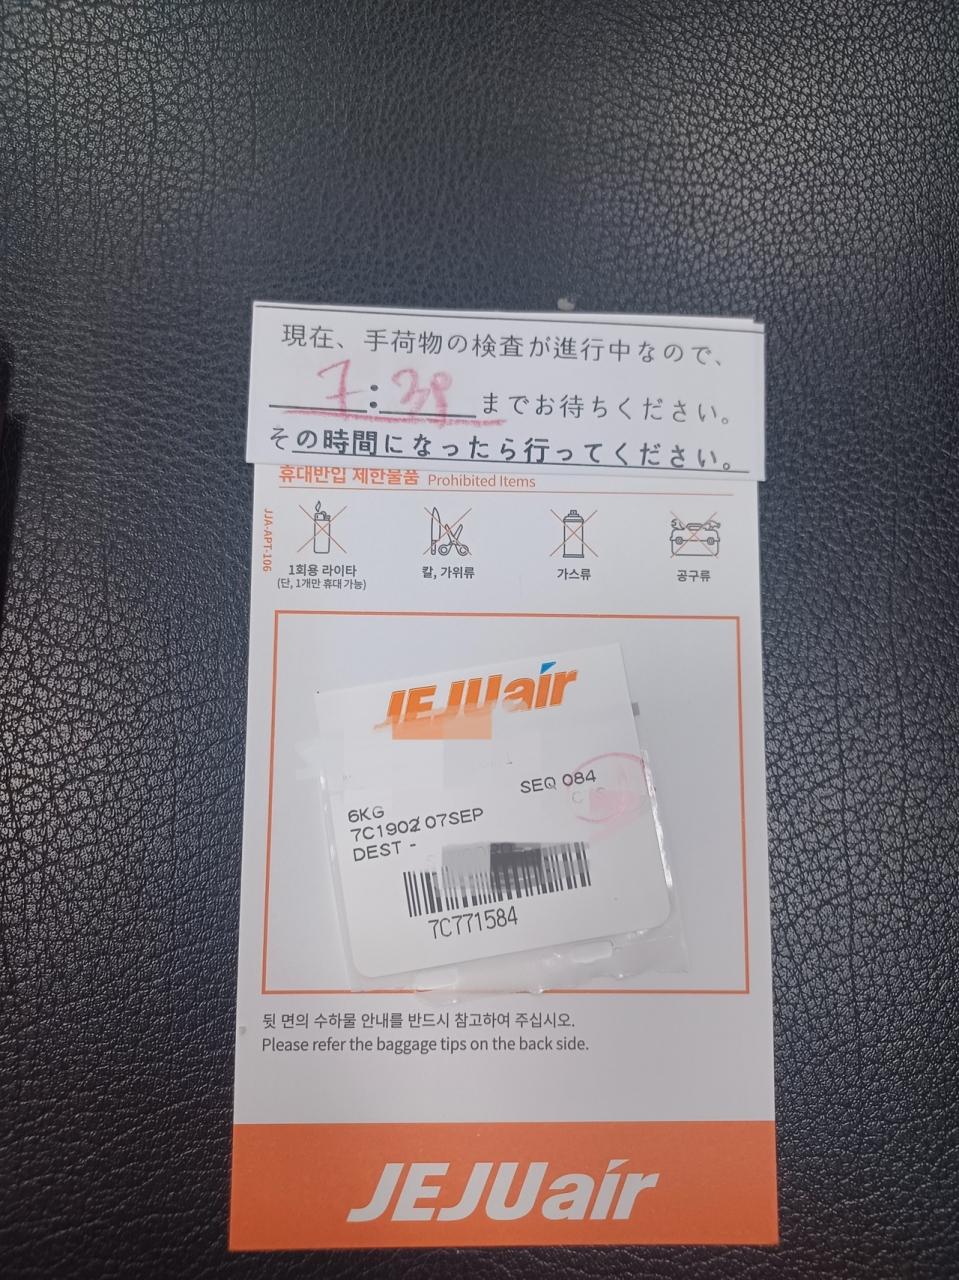 現在、手荷物の検査が進行中なので、
7:39 までお待ちください。
その時間になったら行ってください。
휴대반입 제한물품 Prohibited Items
JJA-APT-106
1회용 라이타
(단, 1개만 휴대 가능)
칼, 가위류
가스류
공구류
JEJUair
SEQ 084
6KG
7C1902 07SEP
DEST -
7C771584
뒷 면의 수하물 안내를 반드시 참고하여 주십시오.
Please refer the baggage tips on the back side.
JEJUair